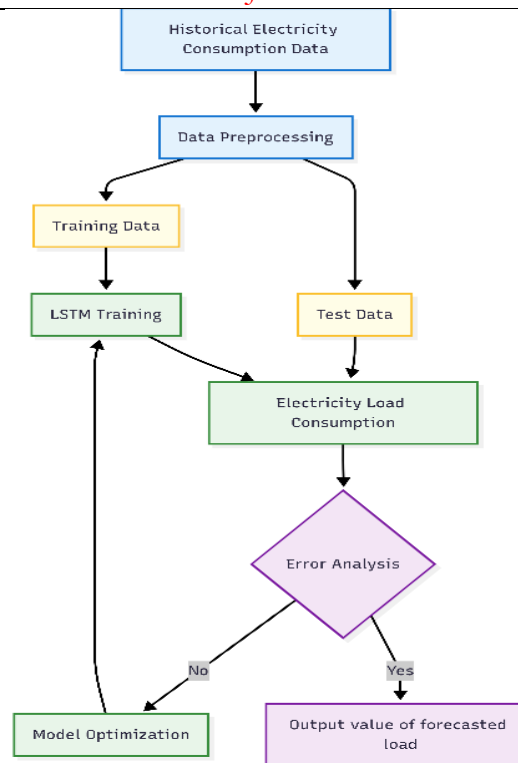 Historical Electricity
Consumption Data
Data Preprocessing
Training Data
LSTM Training
Test Data
Electricity Load
Consumption
Error Analysis
No
Yes
Model Optimization
Output value of forecasted
load